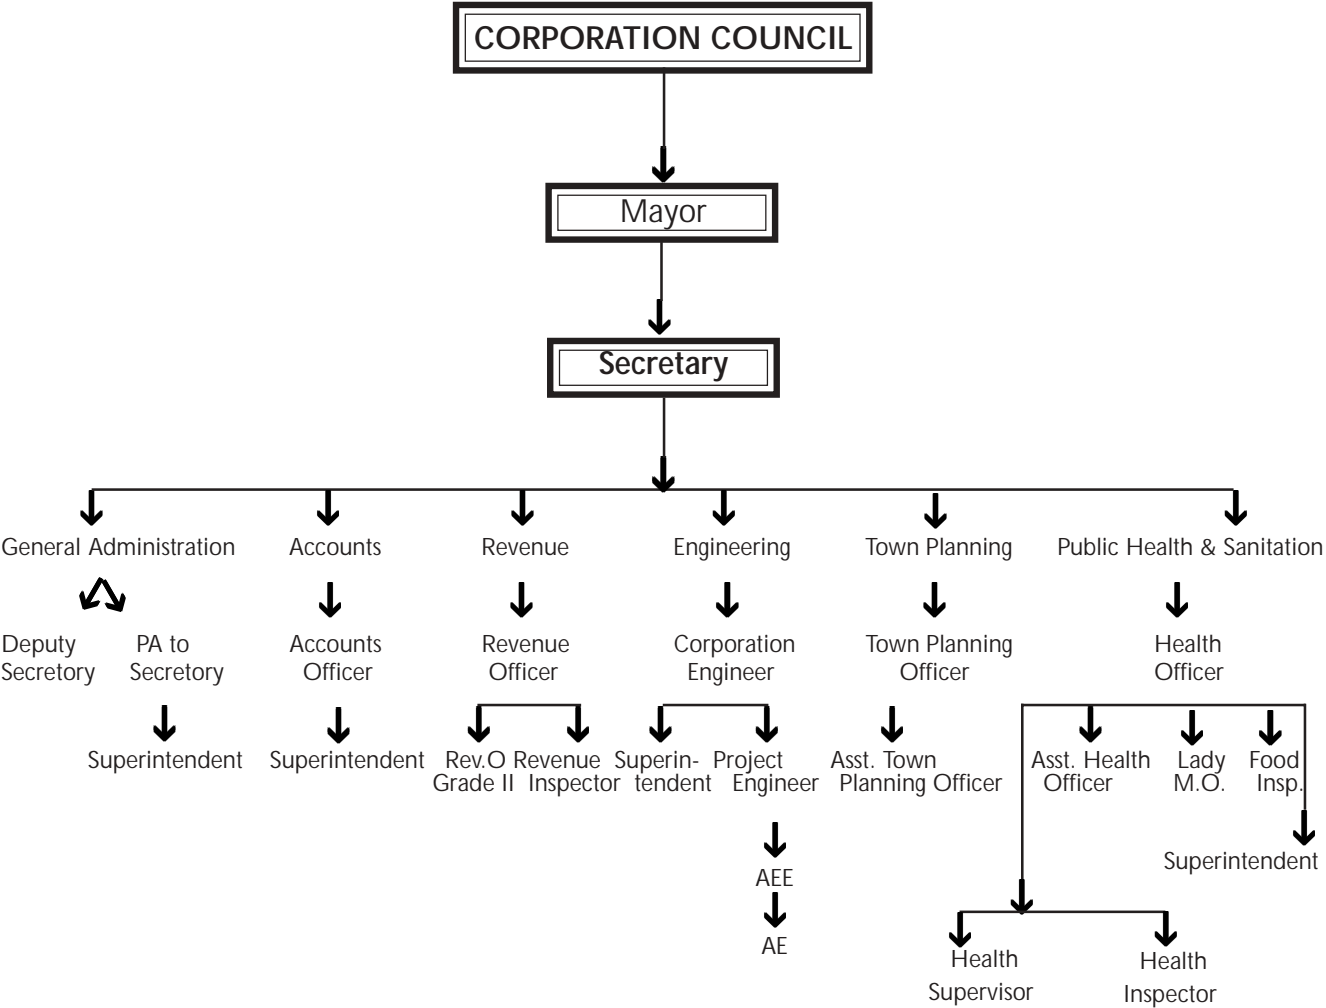 CORPORATION COUNCIL
Mayor
Secretary
General Administration Accounts Revenue Engineering Town Planning Public Health & Sanitation
Deputy PA to Accounts Revenue Corporation Town Planning Health
Secretory Secretory Officer Officer Engineer Officer Officer
Superintendent Superintendent Rev.O Revenue Superin- Project Asst. Town Asst. Health Lady Food
Grade II Inspector tendent Engineer Planning Officer Officer M.O. Insp.
Superintendent
AEE
AE
Health Health
Supervisor Inspector